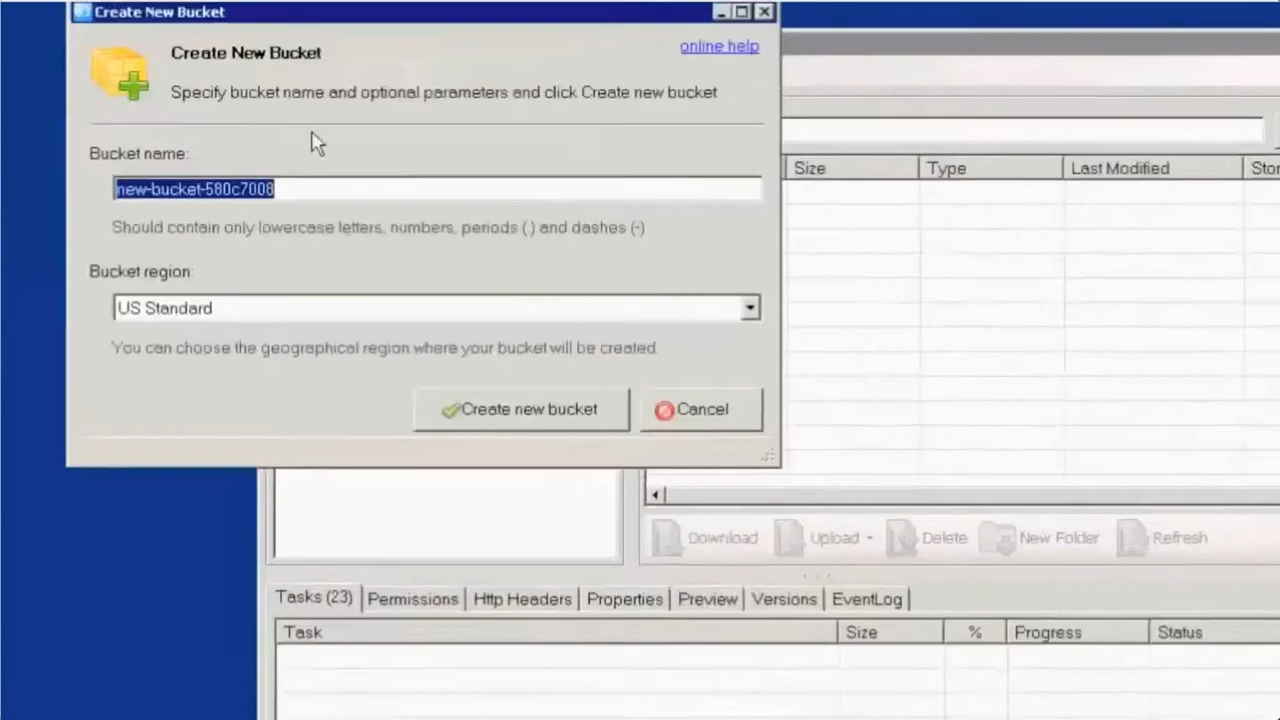 Create New Bucket
Create New Bucket
online help
Specify bucket name and optional parameters and click Create new bucket
Bucket name:
new-bucket-580c7008
Should contain only lowercase letters, numbers, periods (.) and dashes (-)
Bucket region:
US Standard
You can choose the geographical region where your bucket will be created.
Create new bucket
Cancel
Size Type Last Modified Stor
Download Upload Delete New Folder Refresh
Tasks (23) Permissions Http Headers Properties Preview Versions EventLog
Task Size % Progress Status